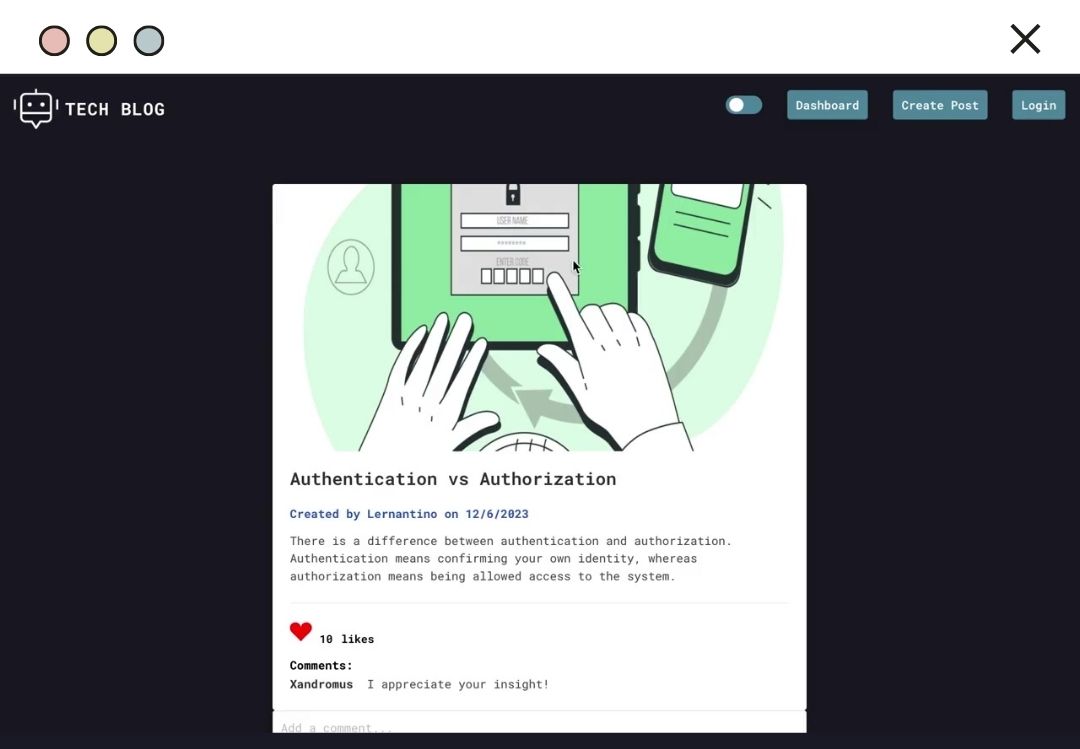 TECH BLOG
Dashboard
Create Post
Login
USER NAME
********
ENTER CODE
Authentication vs Authorization
Created by Lernantino on 12/6/2023
There is a difference between authentication and authorization.
Authentication means confirming your own identity, whereas
authorization means being allowed access to the system.
10 likes
Comments:
Xandromus I appreciate your insight!
Add a comment...